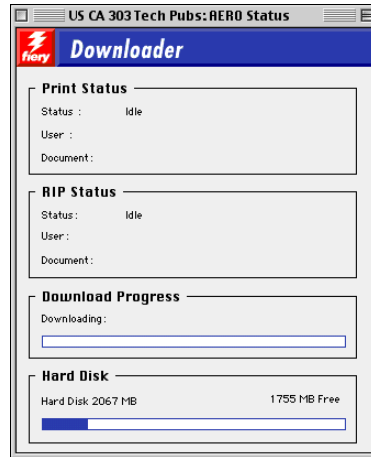 US CA 303 Tech Pubs:AERO Status
fiery
Downloader
Print Status
Status : Idle
User :
Document:
RIP Status
Status: Idle
User:
Document:
Download Progress
Downloading:
Hard Disk
Hard Disk 2067 MB 1755 MB Free